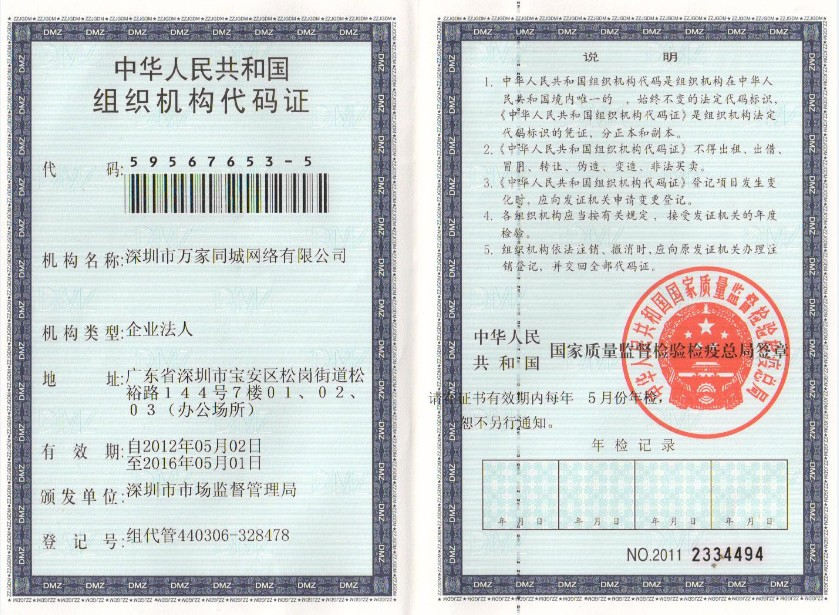 中华人民共和国
组织机构代码证
代 码: 59567653-5
机构名称: 深圳市万家同城网络有限公司
机构类型: 企业法人
地 址: 广东省深圳市宝安区松岗街道松
裕路144号7楼01、02、
03（办公场所）
有 效 期: 自2012年05月02日
至2016年05月01日
颁发单位: 深圳市市场监督管理局
登 记 号: 组代管440306-328478
说 明
1. 中华人民共和国组织机构代码是组织机构在中华人
民共和国境内唯一的、始终不变的法定代码标识，
《中华人民共和国组织机构代码证》是组织机构法定
代码标识的凭证，分正本和副本。
2. 《中华人民共和国组织机构代码证》不得出租、出借、
冒用、转让、伪造、变造、非法买卖。
3. 《中华人民共和国组织机构代码证》登记项目发生变
化时，应向发证机关申请变更登记。
4. 各组织机构应当按有关规定，接受发证机关的年度
检验。
5. 组织机构依法注销、撤消时，应向原发证机关办理注
销登记，并交回全部代码证。
中华人民
共和国 国家质量监督检验检疫总局签章
中华人民共和国国家质量监督检验检疫总局
证书有效期内每年 5月份年检，
恕不另行通知。
年检记录
年 月 日 年 月 日 年 月 日 年 月 日
NO.2011 2334494